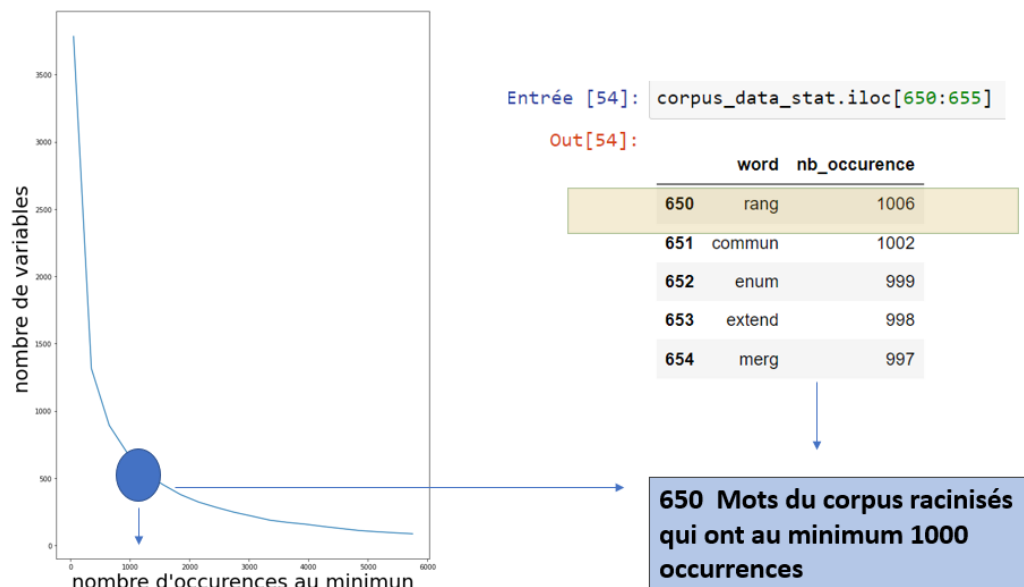 nombre de variables
3500
3000
2500
2000
1500
1000
500
0
0 1000 2000 3000 4000 5000 6000
nombre d'occurences au minimun
Entrée [54]: corpus_data_stat.iloc[650:655]
Out[54]:
word nb_occurence
650 rang 1006
651 commun 1002
652 enum 999
653 extend 998
654 merg 997
650 Mots du corpus racinisés
qui ont au minimum 1000
occurrences